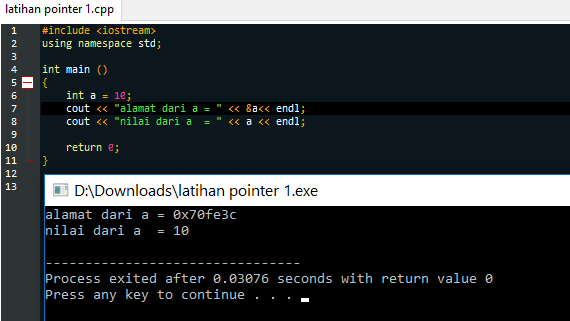 latihan pointer 1.cpp
1 #include <iostream>
2 using namespace std;
3
4 int main ()
5 {
6 int a = 10;
7 cout << "alamat dari a = " << &a<< endl;
8 cout << "nilai dari a  = " << a << endl;
9
10 return 0;
11 }
12
13
D:\Downloads\latihan pointer 1.exe
alamat dari a = 0x70fe3c
nilai dari a  = 10
--------------------------------
Process exited after 0.03076 seconds with return value 0
Press any key to continue . . .